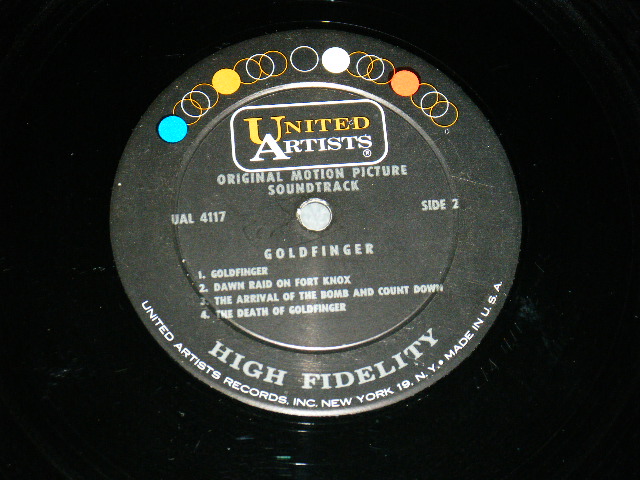 UNITED
ARTISTS®
ORIGINAL MOTION PICTURE
SOUNDTRACK
UAL 4117
SIDE 2
GOLDFINGER
1. GOLDFINGER
2. DAWN RAID ON FORT KNOX
3. THE ARRIVAL OF THE BOMB AND COUNT DOWN
4. THE DEATH OF GOLDFINGER
HIGH FIDELITY
UNITED ARTISTS RECORDS, INC. NEW YORK 19, N.Y. • MADE IN U.S.A.